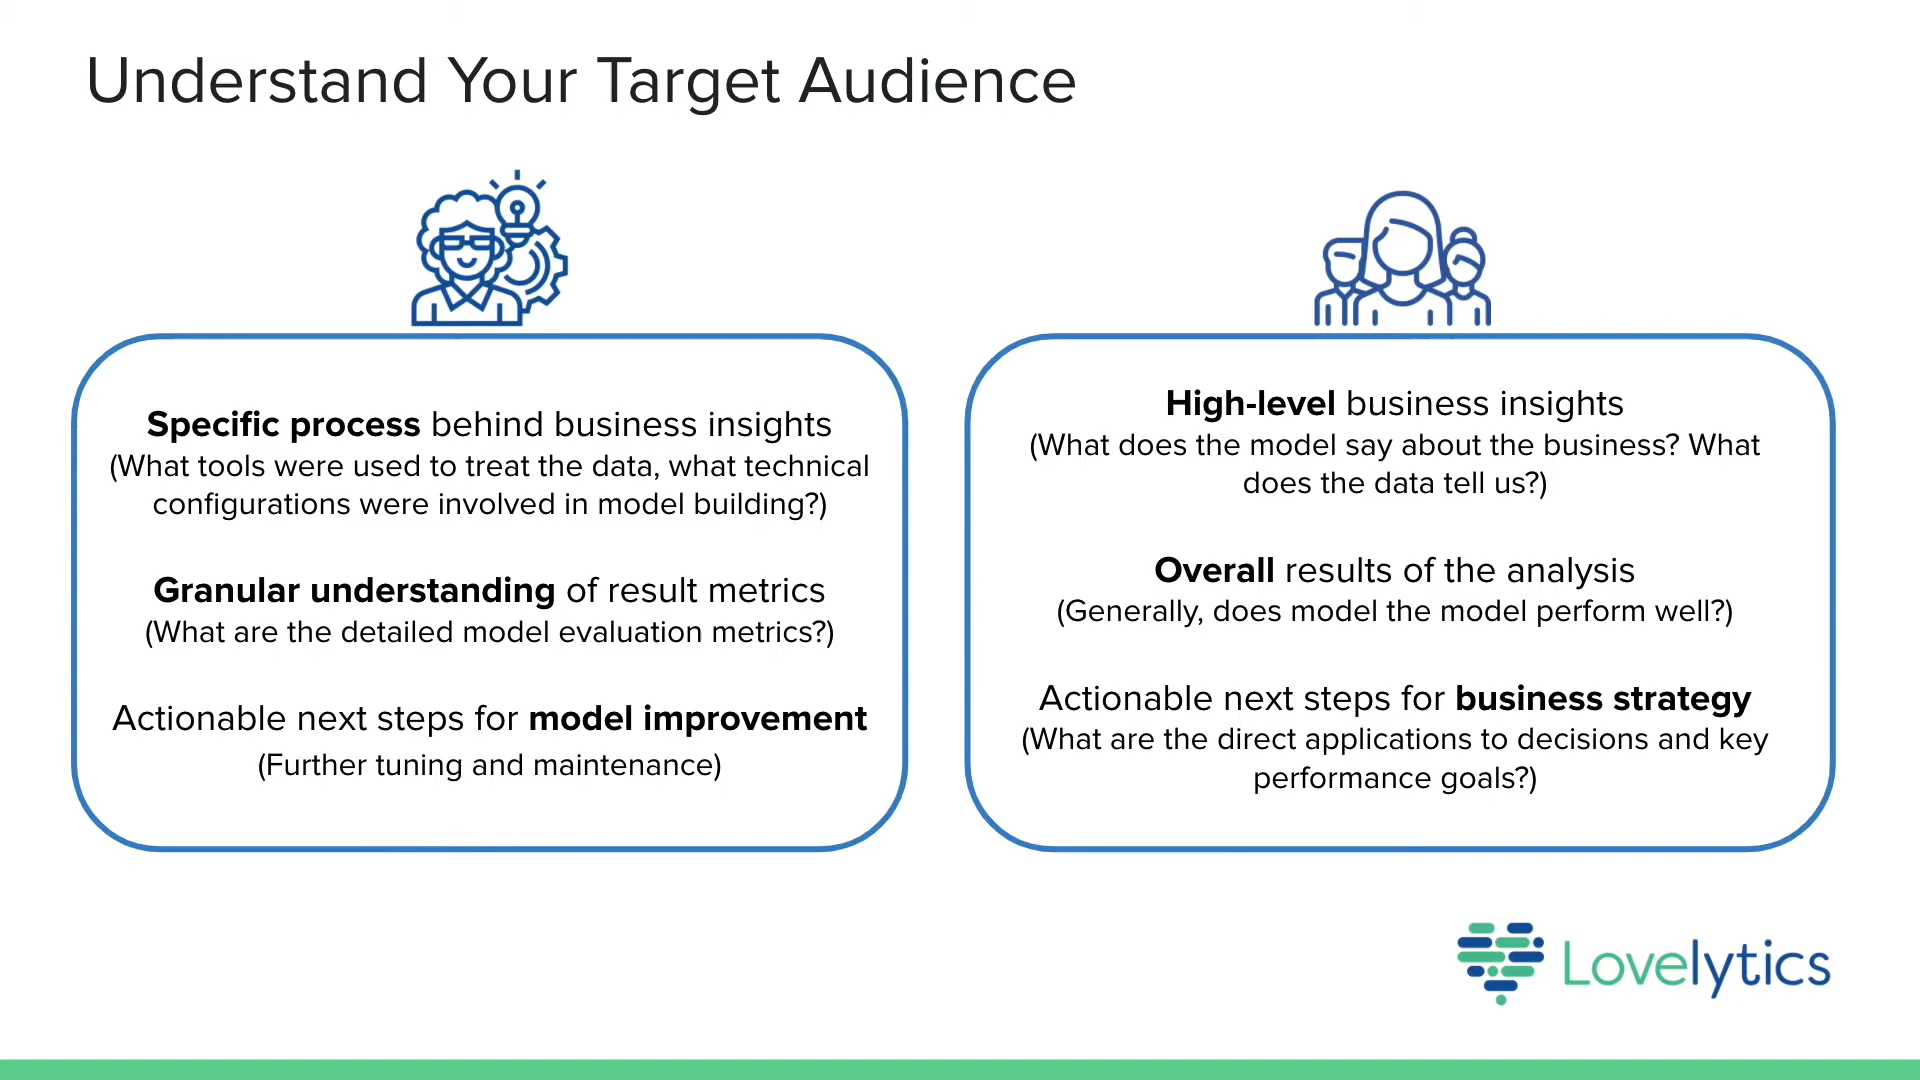 Understand Your Target Audience
Specific process behind business insights
(What tools were used to treat the data, what technical
configurations were involved in model building?)
Granular understanding of result metrics
(What are the detailed model evaluation metrics?)
Actionable next steps for model improvement
(Further tuning and maintenance)
High-level business insights
(What does the model say about the business? What
does the data tell us?)
Overall results of the analysis
(Generally, does model the model perform well?)
Actionable next steps for business strategy
(What are the direct applications to decisions and key
performance goals?)
Lovelytics